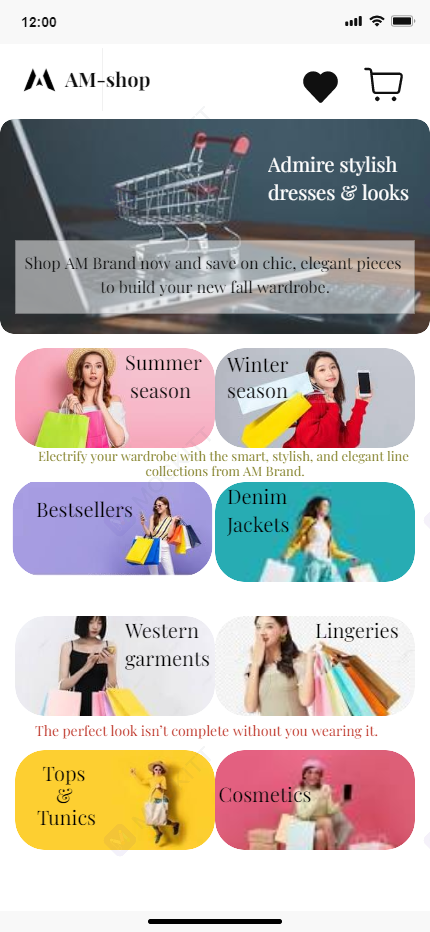 12:00
AM-shop
Admire stylish
dresses & looks
Shop AM Brand now and save on chic, elegant pieces
to build your new fall wardrobe.
Summer
season
Winter
season
Electrify your wardrobe with the smart, stylish, and elegant line
collections from AM Brand.
Bestsellers
Denim
Jackets
Western
garments
Lingeries
The perfect look isn't complete without you wearing it.
Tops
&
Tunics
Cosmetics